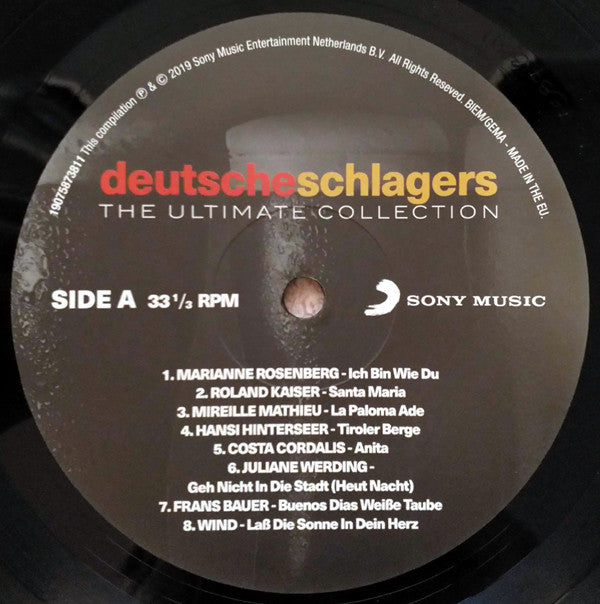 19075873811 This compilation ℗ & © 2019 Sony Music Entertainment Netherlands B.V. All Rights Reseved. BIEM/GEMA - MADE IN THE EU.
deutscheschlagers
THE ULTIMATE COLLECTION
SIDE A 33 1/3 RPM
SONY MUSIC
1. MARIANNE ROSENBERG - Ich Bin Wie Du
2. ROLAND KAISER - Santa Maria
3. MIREILLE MATHIEU - La Paloma Ade
4. HANSI HINTERSEER - Tiroler Berge
5. COSTA CORDALIS - Anita
6. JULIANE WERDING -
Geh Nicht In Die Stadt (Heut Nacht)
7. FRANS BAUER - Buenos Dias Weiße Taube
8. WIND - Laß Die Sonne In Dein Herz